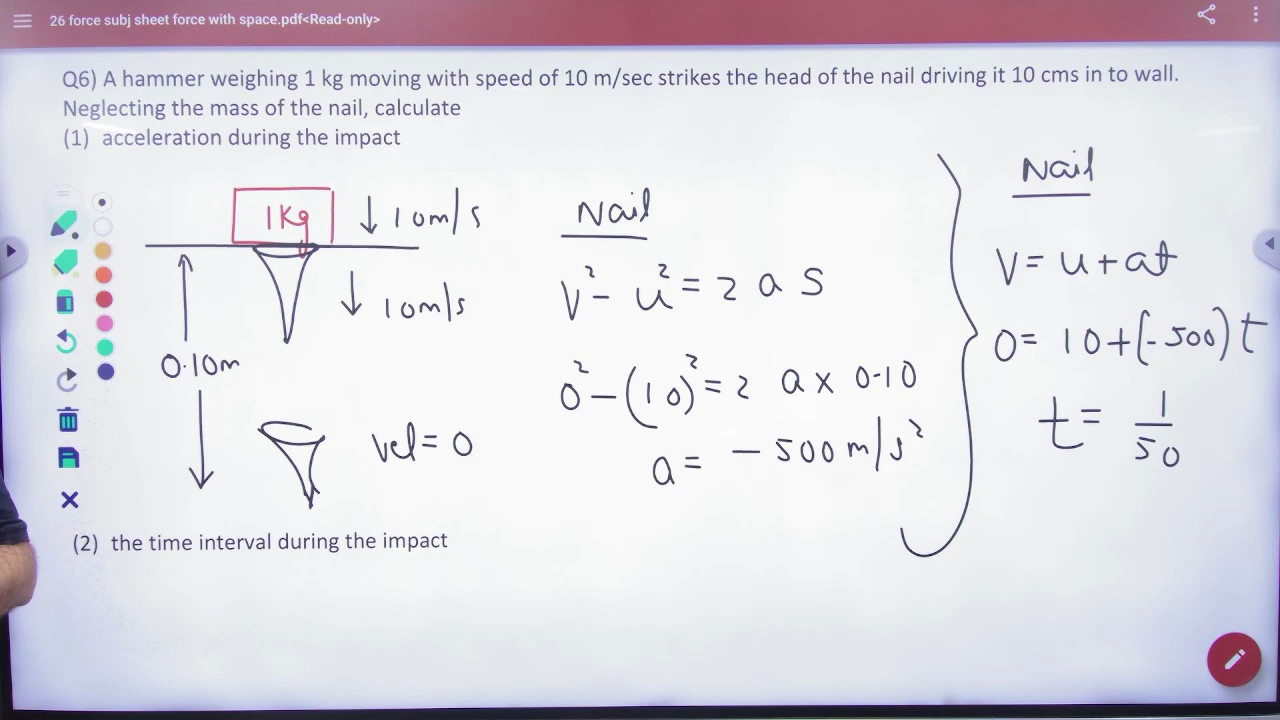 26 force subj sheet force with space.pdf<Read-only>
Q6) A hammer weighing 1 kg moving with speed of 10 m/sec strikes the head of the nail driving it 10 cms in to wall.
Neglecting the mass of the nail, calculate
(1) acceleration during the impact
1Kg ↓ 10m/s
↓ 10m/s
0.10m
vel = 0
Nail
v² - u² = 2 a s
0² - (10)² = 2 a x 0.10
a = - 500 m/s²
Nail
v = u + at
0 = 10 + (-500) t
t = 1/50
(2) the time interval during the impact